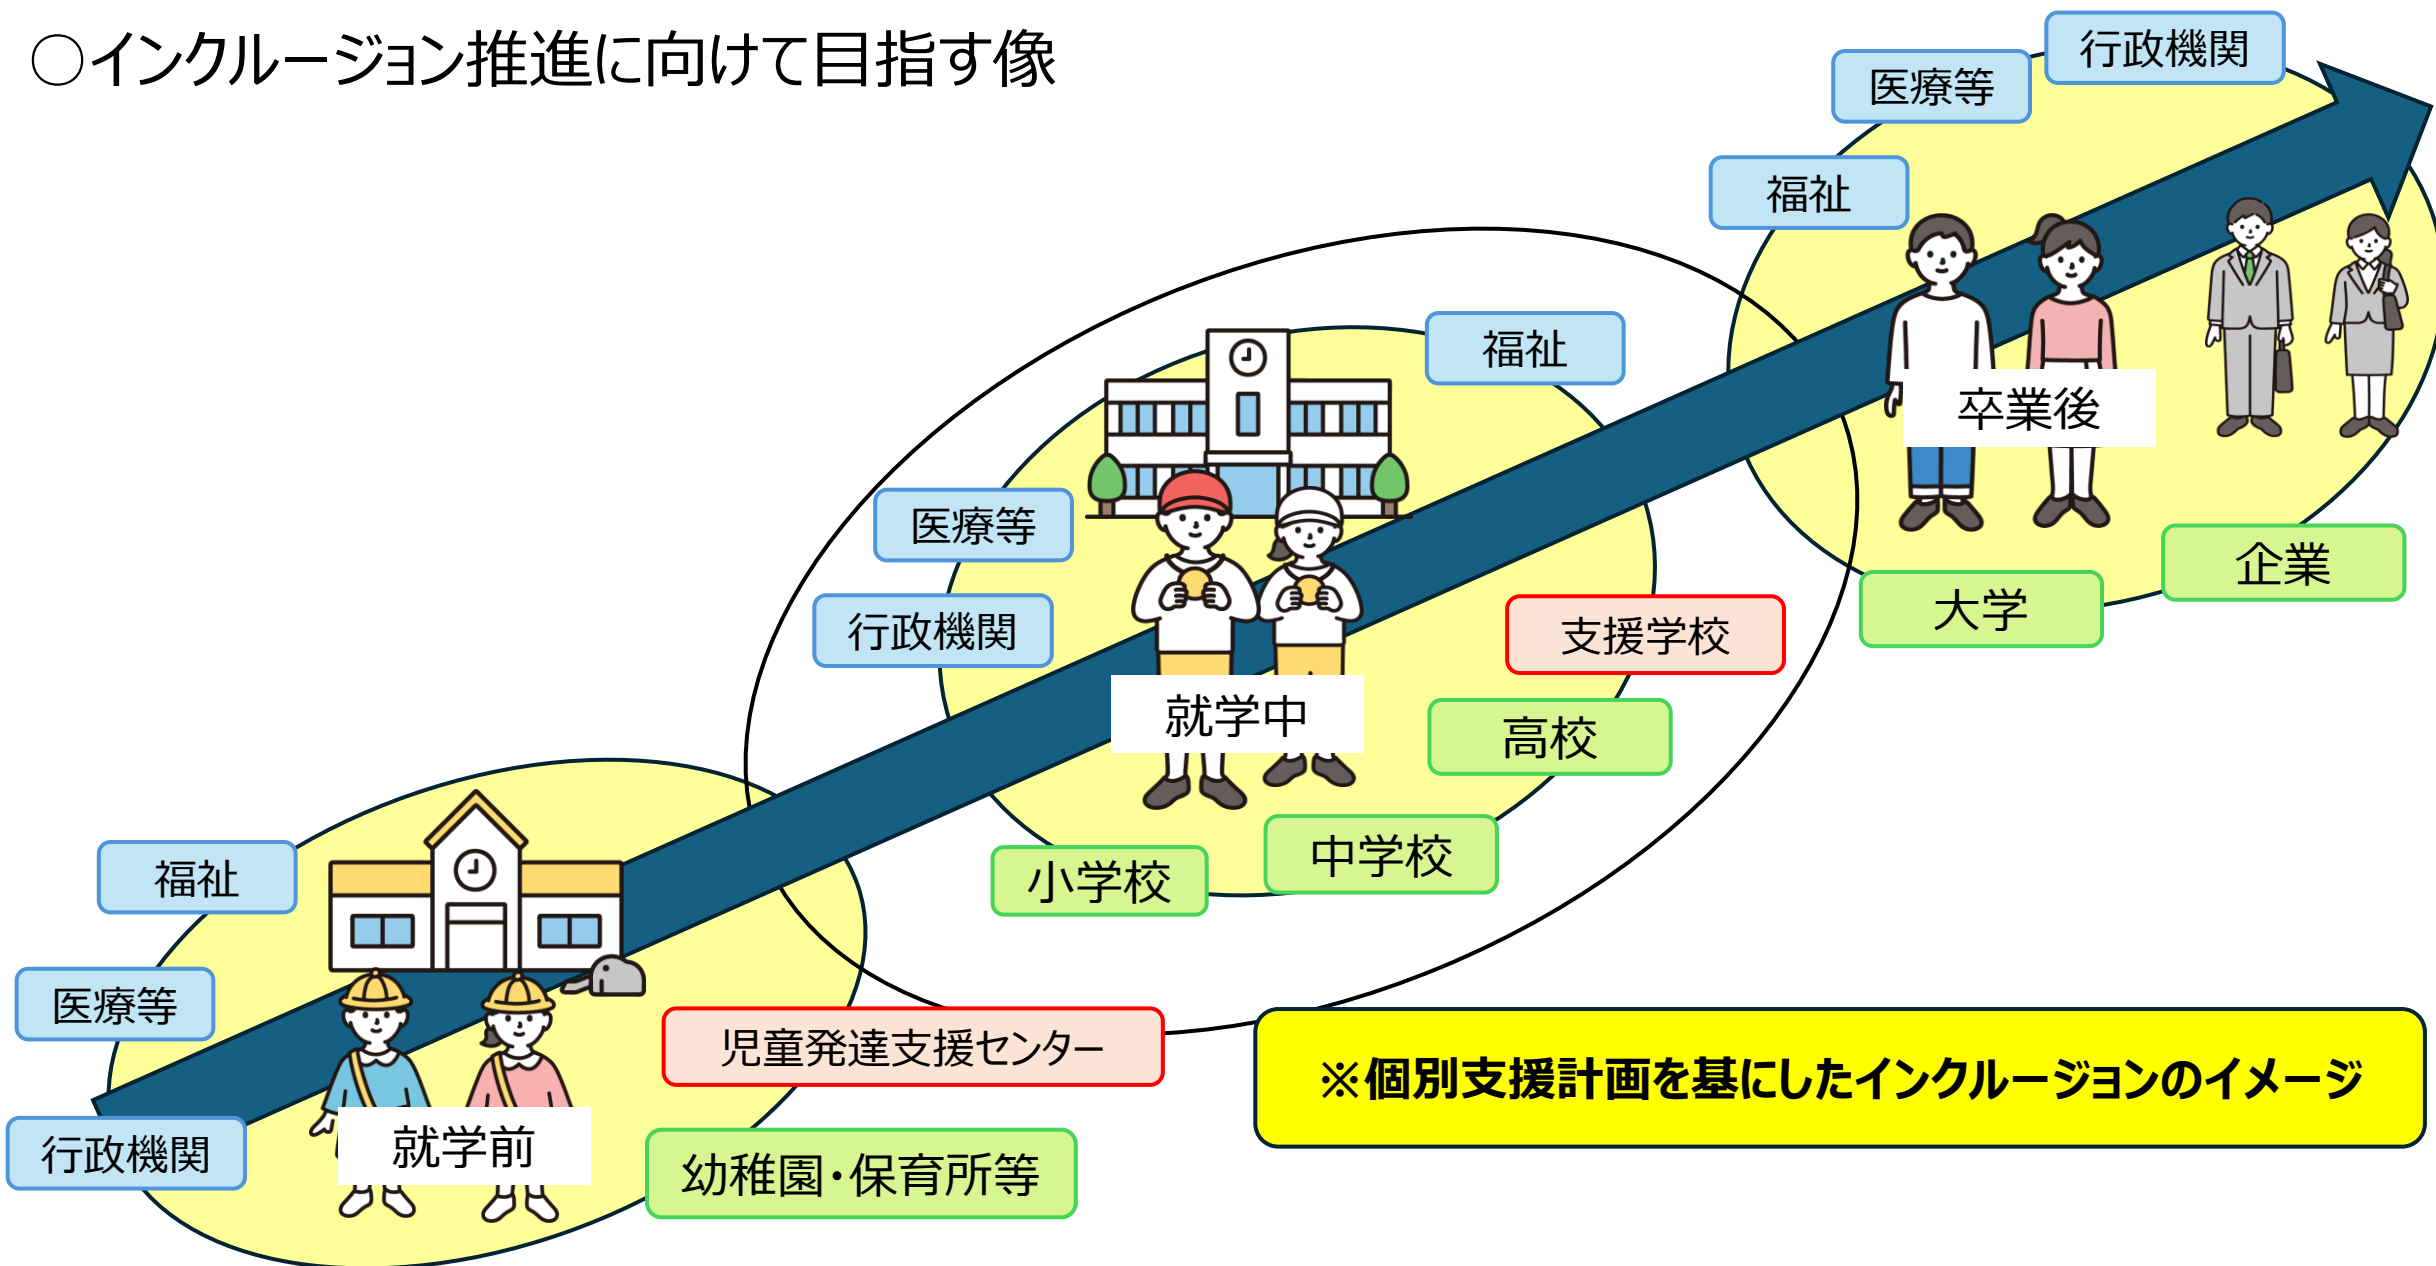 ○インクルージョン推進に向けて目指す像
行政機関
医療等
福祉
卒業後
企業
大学
福祉
医療等
行政機関
支援学校
就学中
高校
中学校
小学校
福祉
医療等
行政機関
就学前
児童発達支援センター
幼稚園・保育所等
※個別支援計画を基にしたインクルージョンのイメージ